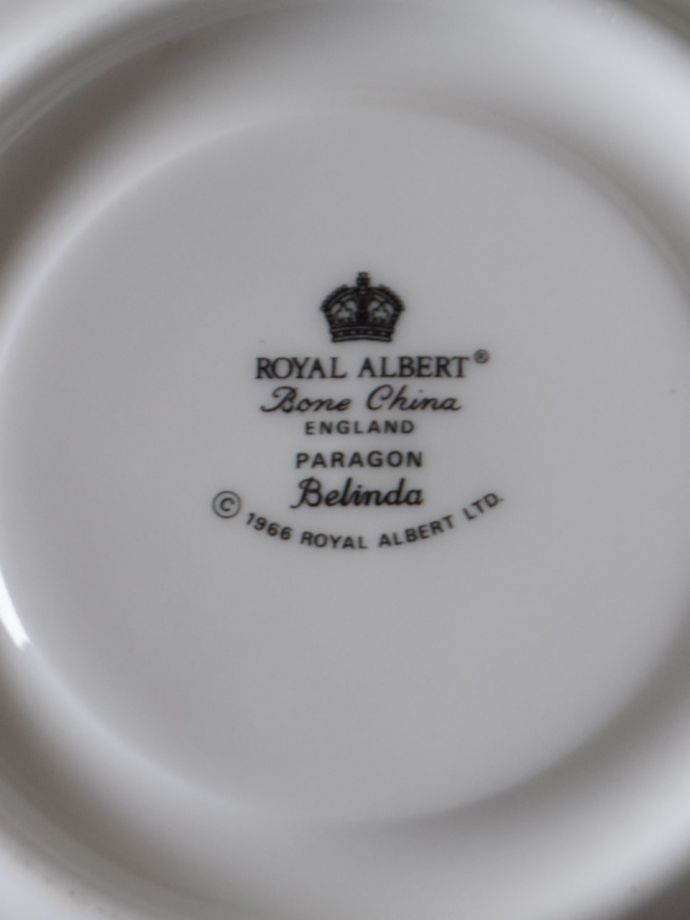 ROYAL ALBERT®
Bone China
ENGLAND
PARAGON
Belinda
© 1966 ROYAL ALBERT LTD.